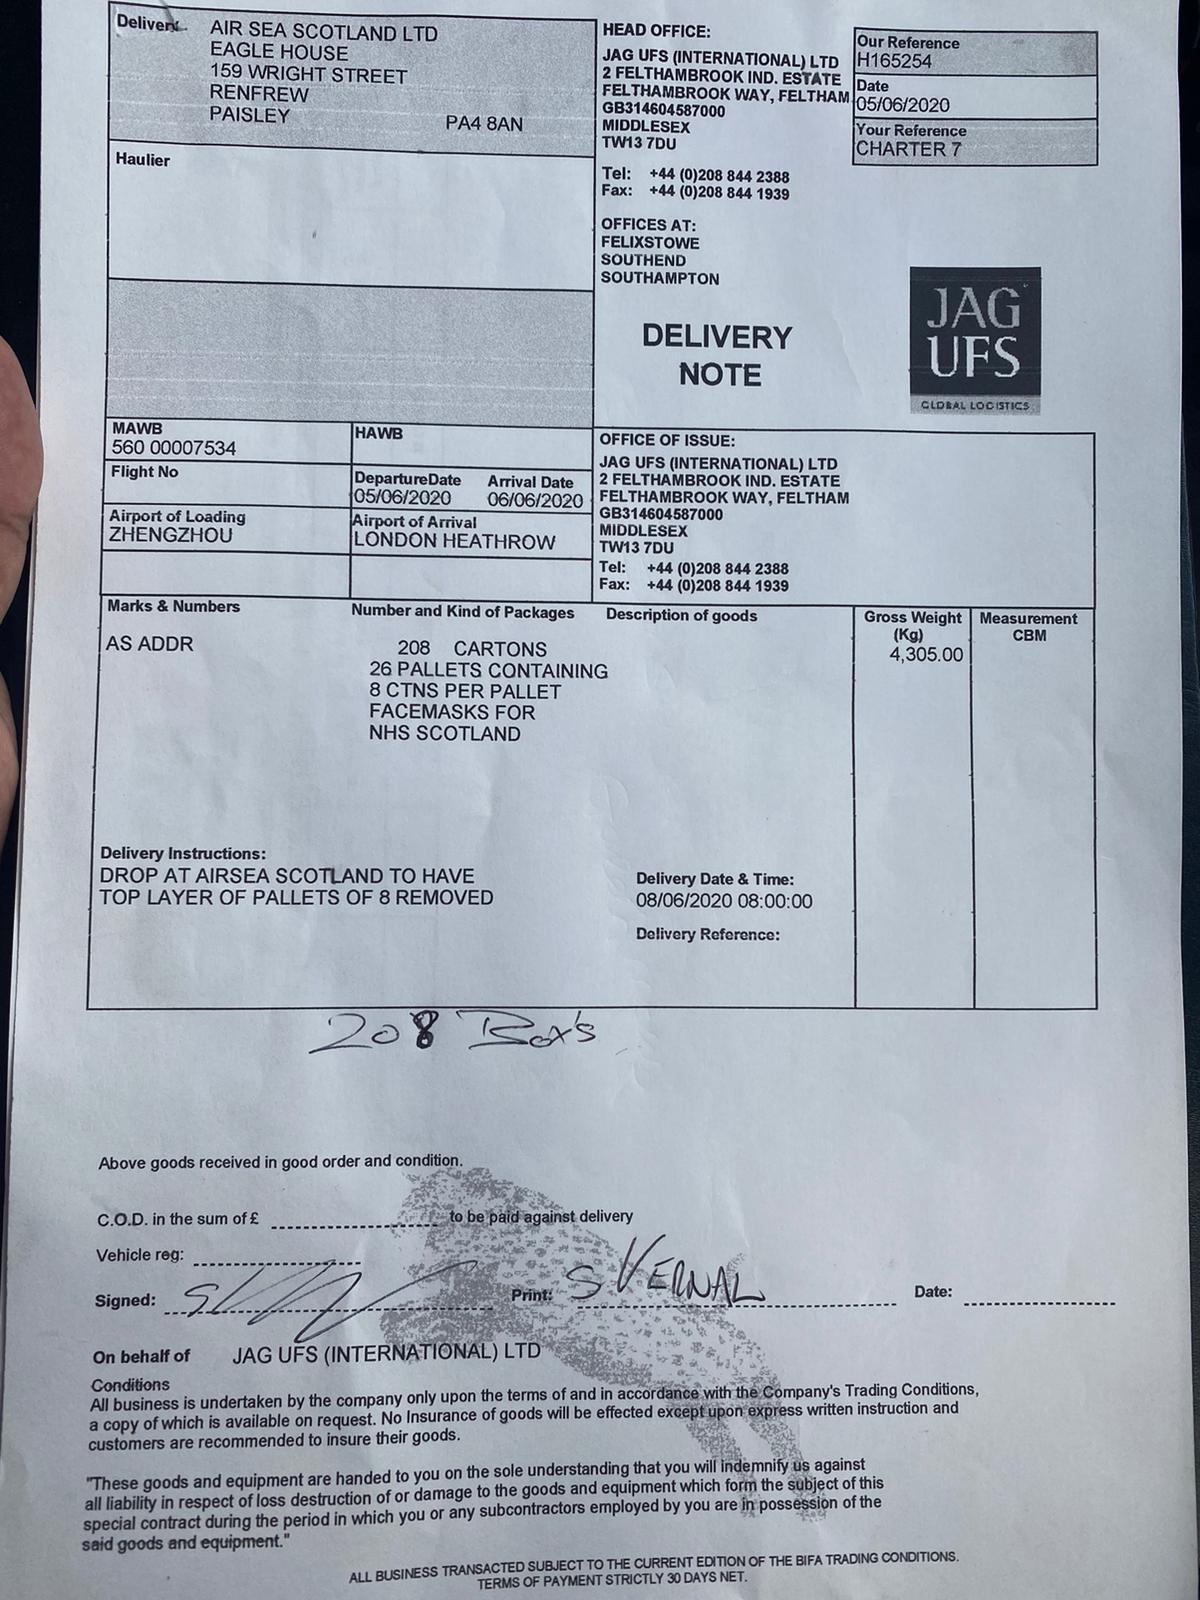 Deliver
AIR SEA SCOTLAND LTD
EAGLE HOUSE
159 WRIGHT STREET
RENFREW
PAISLEY PA4 8AN
Haulier
HEAD OFFICE:
JAG UFS (INTERNATIONAL) LTD
2 FELTHAMBROOK IND. ESTATE
FELTHAMBROOK WAY, FELTHAM
GB314604587000
MIDDLESEX
TW13 7DU
Tel: +44 (0)208 844 2388
Fax: +44 (0)208 844 1939
OFFICES AT:
FELIXSTOWE
SOUTHEND
SOUTHAMPTON
Our Reference
H165254
Date
05/06/2020
Your Reference
CHARTER 7
DELIVERY
NOTE
JAG
UFS
GLOBAL LOGISTICS
MAWB
560 00007534
HAWB
Flight No
DepartureDate Arrival Date
05/06/2020 06/06/2020
Airport of Loading
ZHENGZHOU
Airport of Arrival
LONDON HEATHROW
OFFICE OF ISSUE:
JAG UFS (INTERNATIONAL) LTD
2 FELTHAMBROOK IND. ESTATE
FELTHAMBROOK WAY, FELTHAM
GB314604587000
MIDDLESEX
TW13 7DU
Tel: +44 (0)208 844 2388
Fax: +44 (0)208 844 1939
Marks & Numbers
AS ADDR
Number and Kind of Packages
208 CARTONS
26 PALLETS CONTAINING
8 CTNS PER PALLET
FACEMASKS FOR
NHS SCOTLAND
Description of goods
Gross Weight
(Kg)
4,305.00
Measurement
CBM
Delivery Instructions:
DROP AT AIRSEA SCOTLAND TO HAVE
TOP LAYER OF PALLETS OF 8 REMOVED
Delivery Date & Time:
08/06/2020 08:00:00
Delivery Reference:
208 Box's
Above goods received in good order and condition.
C.O.D. in the sum of £ to be paid against delivery
Vehicle reg:
Signed: Print: S VERNAL Date:
On behalf of JAG UFS (INTERNATIONAL) LTD
Conditions
All business is undertaken by the company only upon the terms of and in accordance with the Company's Trading Conditions,
a copy of which is available on request. No Insurance of goods will be effected except upon express written instruction and
customers are recommended to insure their goods.
"These goods and equipment are handed to you on the sole understanding that you will indemnify us against
all liability in respect of loss destruction of or damage to the goods and equipment which form the subject of this
special contract during the period in which you or any subcontractors employed by you are in possession of the
said goods and equipment."
ALL BUSINESS TRANSACTED SUBJECT TO THE CURRENT EDITION OF THE BIFA TRADING CONDITIONS.
TERMS OF PAYMENT STRICTLY 30 DAYS NET.